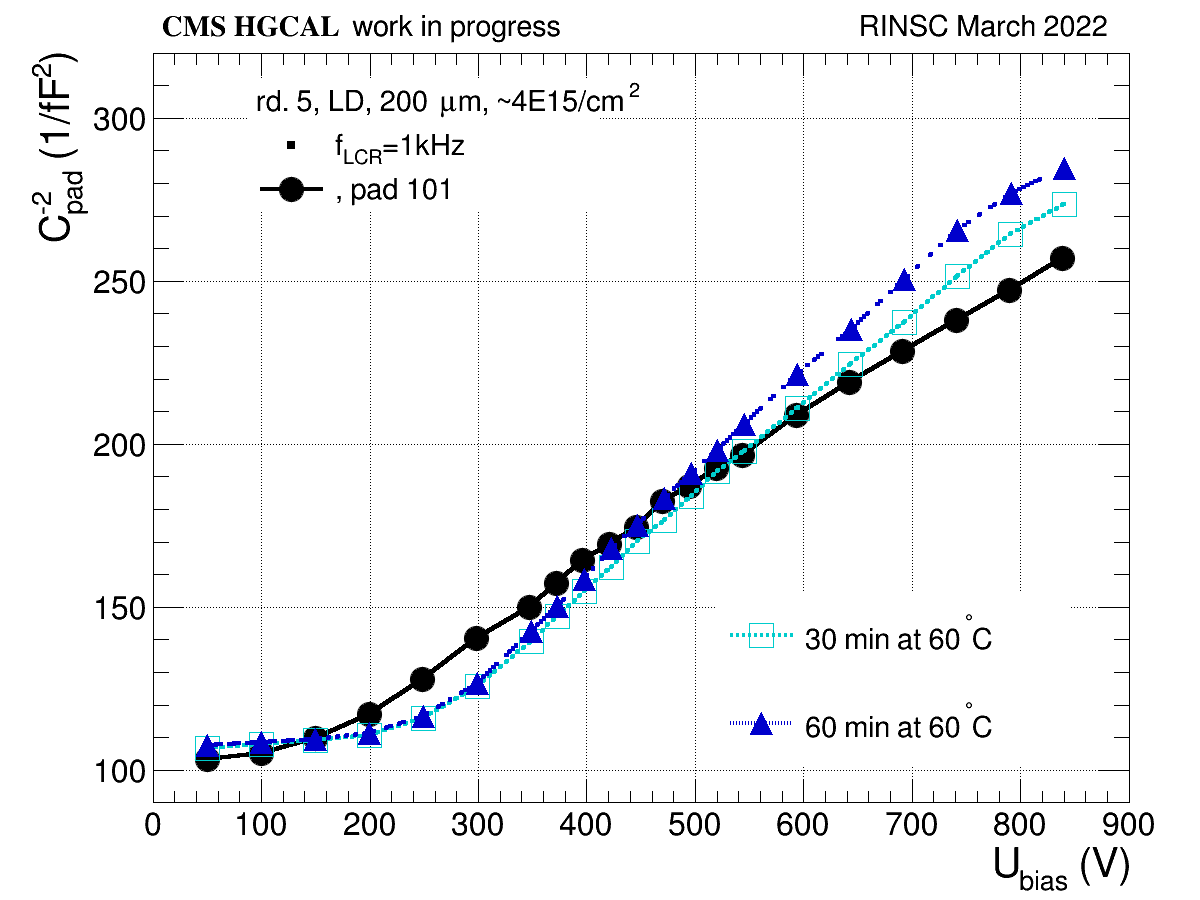 CMS HGCAL work in progress RINSC March 2022
C⁻²pad (1/fF²)
rd. 5, LD, 200 μm, ~4E15/cm²
fLCR=1kHz
, pad 101
300
250
200
150
100
30 min at 60°C
60 min at 60°C
0 100 200 300 400 500 600 700 800 900
Ubias (V)